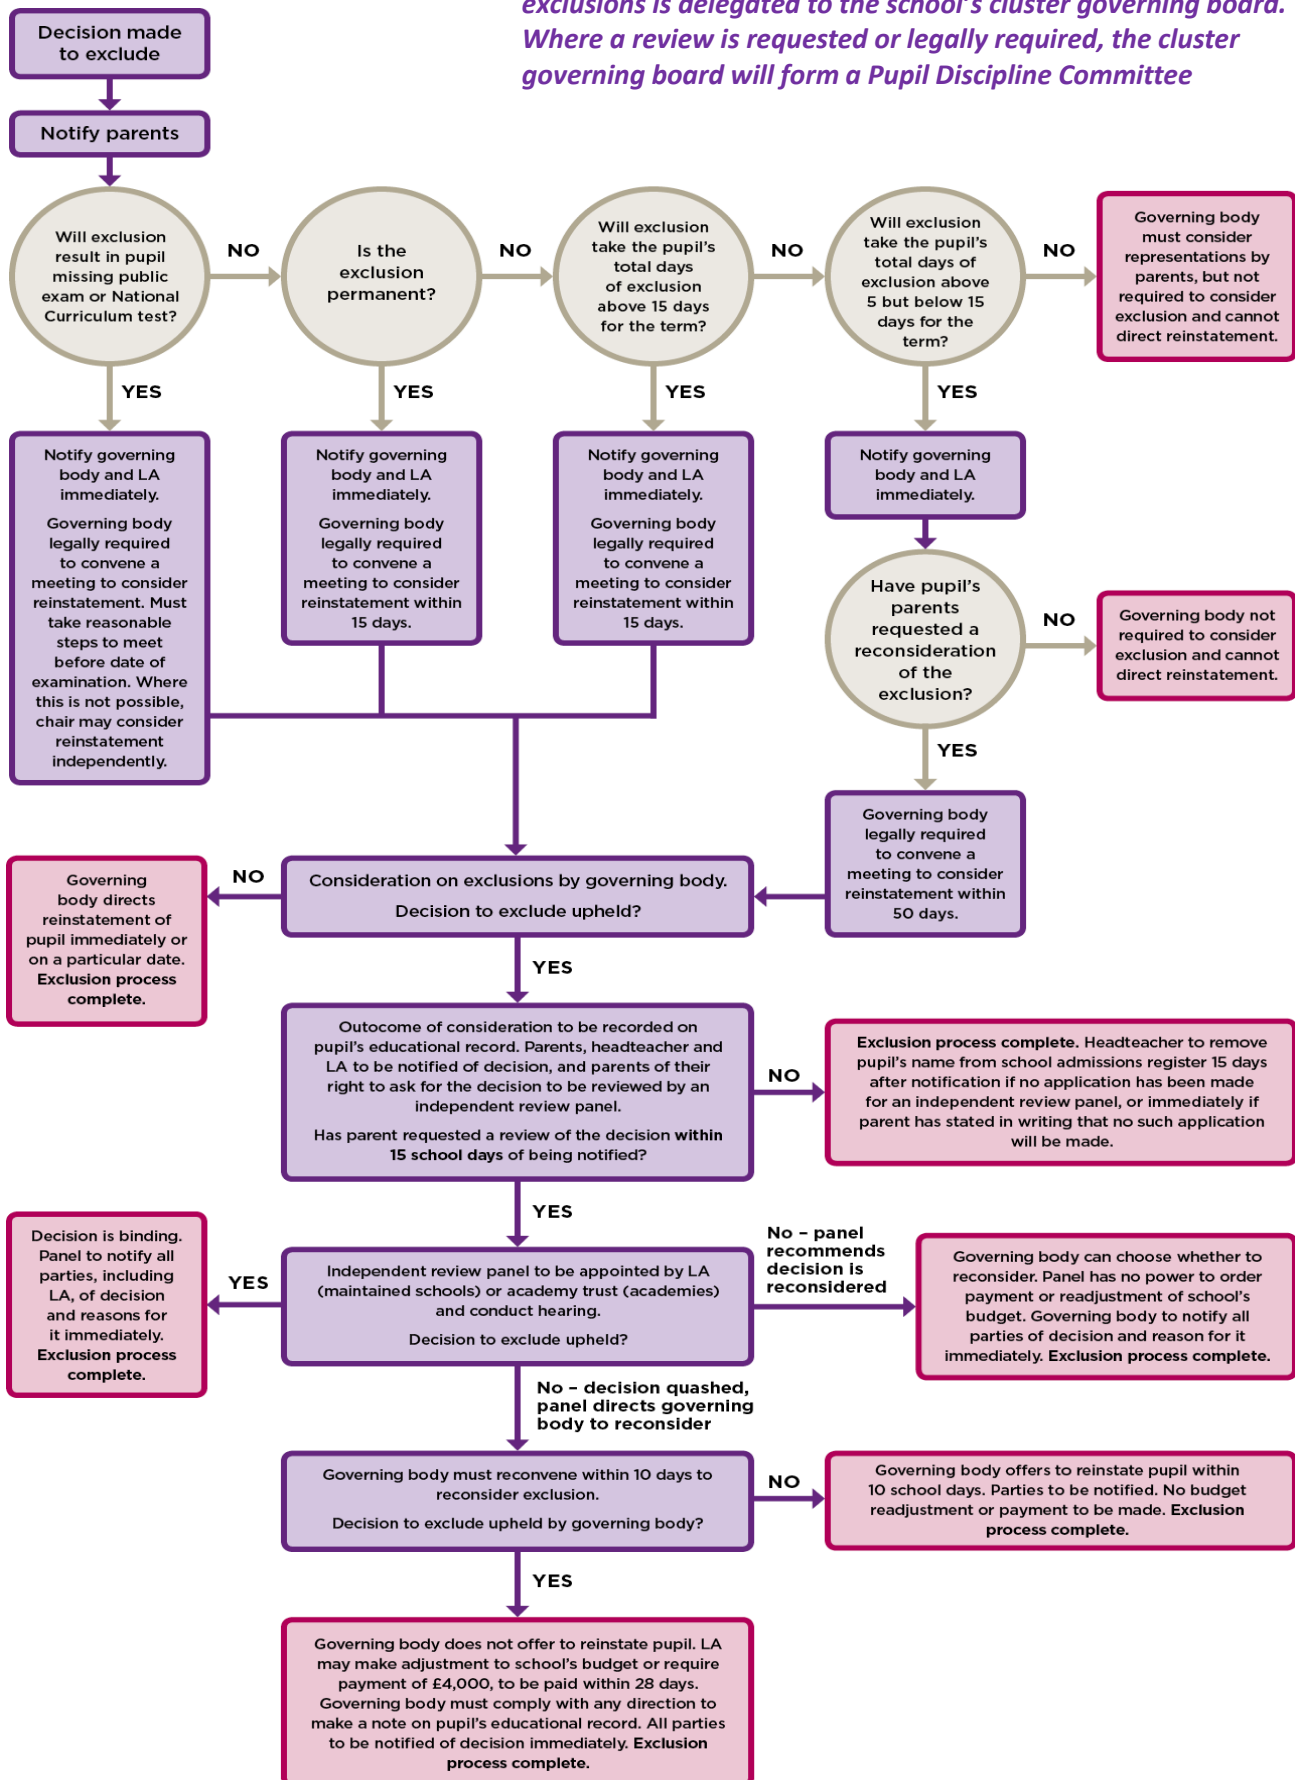 exclusions is delegated to the school's cluster governing board.
Where a review is requested or legally required, the cluster
governing board will form a Pupil Discipline Committee
Decision made
to exclude
Notify parents
Will exclusion
result in pupil
missing public
exam or National
Curriculum test?
NO
Is the
exclusion
permanent?
NO
Will exclusion
take the pupil's
total days
of exclusion
above 15 days
for the term?
NO
Will exclusion
take the pupil's
total days of
exclusion above
5 but below 15
days for the
term?
NO
Governing body
must consider
representations by
parents, but not
required to consider
exclusion and cannot
direct reinstatement.
YES
YES
YES
YES
Notify governing
body and LA
immediately.
Governing body
legally required
to convene a
meeting to consider
reinstatement. Must
take reasonable
steps to meet
before date of
examination. Where
this is not possible,
chair may consider
reinstatement
independently.
Notify governing
body and LA
immediately.
Governing body
legally required
to convene a
meeting to consider
reinstatement within
15 days.
Notify governing
body and LA
immediately.
Governing body
legally required
to convene a
meeting to consider
reinstatement within
15 days.
Notify governing
body and LA
immediately.
Have pupil's
parents
requested a
reconsideration
of the
exclusion?
NO
Governing body not
required to consider
exclusion and cannot
direct reinstatement.
YES
Governing body
legally required
to convene a
meeting to consider
reinstatement within
50 days.
Governing
body directs
reinstatement of
pupil immediately or
on a particular date.
Exclusion process
complete.
NO
Consideration on exclusions by governing body.
Decision to exclude upheld?
YES
Outocome of consideration to be recorded on
pupil's educational record. Parents, headteacher and
LA to be notified of decision, and parents of their
right to ask for the decision to be reviewed by an
independent review panel.
Has parent requested a review of the decision within
15 school days of being notified?
NO
Exclusion process complete. Headteacher to remove
pupil's name from school admissions register 15 days
after notification if no application has been made
for an independent review panel, or immediately if
parent has stated in writing that no such application
will be made.
YES
Decision is binding.
Panel to notify all
parties, including
LA, of decision
and reasons for
it immediately.
Exclusion process
complete.
YES
Independent review panel to be appointed by LA
(maintained schools) or academy trust (academies)
and conduct hearing.
Decision to exclude upheld?
No – panel
recommends
decision is
reconsidered
Governing body can choose whether to
reconsider. Panel has no power to order
payment or readjustment of school's
budget. Governing body to notify all
parties of decision and reason for it
immediately. Exclusion process complete.
No – decision quashed,
panel directs governing
body to reconsider
Governing body must reconvene within 10 days to
reconsider exclusion.
Decision to exclude upheld by governing body?
NO
Governing body offers to reinstate pupil within
10 school days. Parties to be notified. No budget
readjustment or payment to be made. Exclusion
process complete.
YES
Governing body does not offer to reinstate pupil. LA
may make adjustment to school's budget or require
payment of £4,000, to be paid within 28 days.
Governing body must comply with any direction to
make a note on pupil's educational record. All parties
to be notified of decision immediately. Exclusion
process complete.